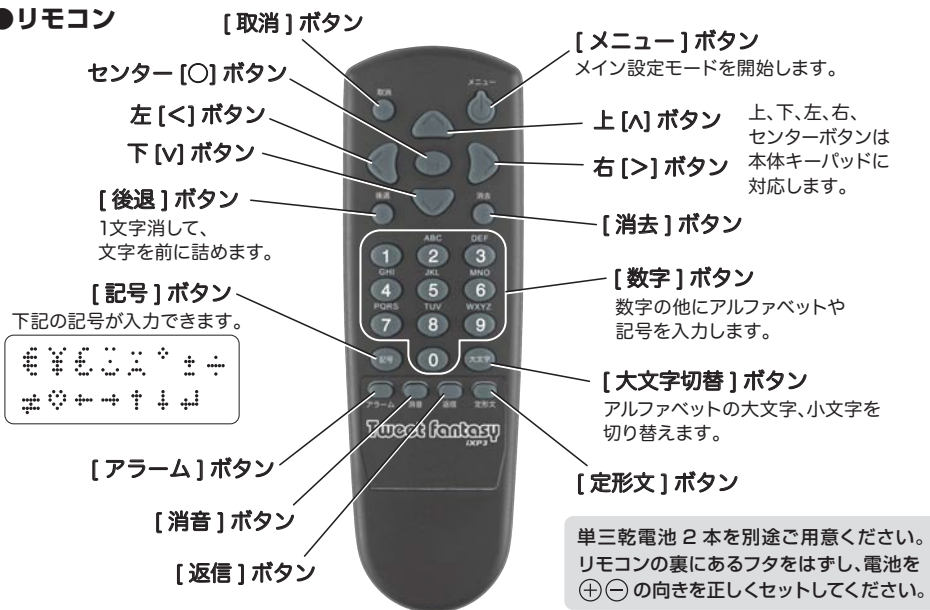 ●リモコン
[ 取消 ] ボタン
センター [○] ボタン
左 [<] ボタン
下 [∨] ボタン
[ 後退 ] ボタン
1文字消して、
文字を前に詰めます。
[ 記号 ] ボタン
下記の記号が入力できます。
€ ¥ £ ° ± ÷
≠ ♡ ← → ↑ ↓ ↲
[ アラーム ] ボタン
[ 消音 ] ボタン
[ 返信 ] ボタン
[ メニュー ] ボタン
メイン設定モードを開始します。
上 [∧] ボタン
右 [>] ボタン
上、下、左、右、
センターボタンは
本体キーパッドに
対応します。
[ 消去 ] ボタン
[ 数字 ] ボタン
数字の他にアルファベットや
記号を入力します。
[ 大文字切替 ] ボタン
アルファベットの大文字、小文字を
切り替えます。
[ 定形文 ] ボタン
単三乾電池 2 本を別途ご用意ください。
リモコンの裏にあるフタをはずし、電池を
⊕⊖ の向きを正しくセットしてください。
取消
メニュー
後退
消去
ABC DEF
1 2 3
GHI JKL MNO
4 5 6
PQRS TUV WXYZ
7 8 9
記号 0 大文字
アラーム 消音 返信 定形文
Tweet Fantasy
iXP3